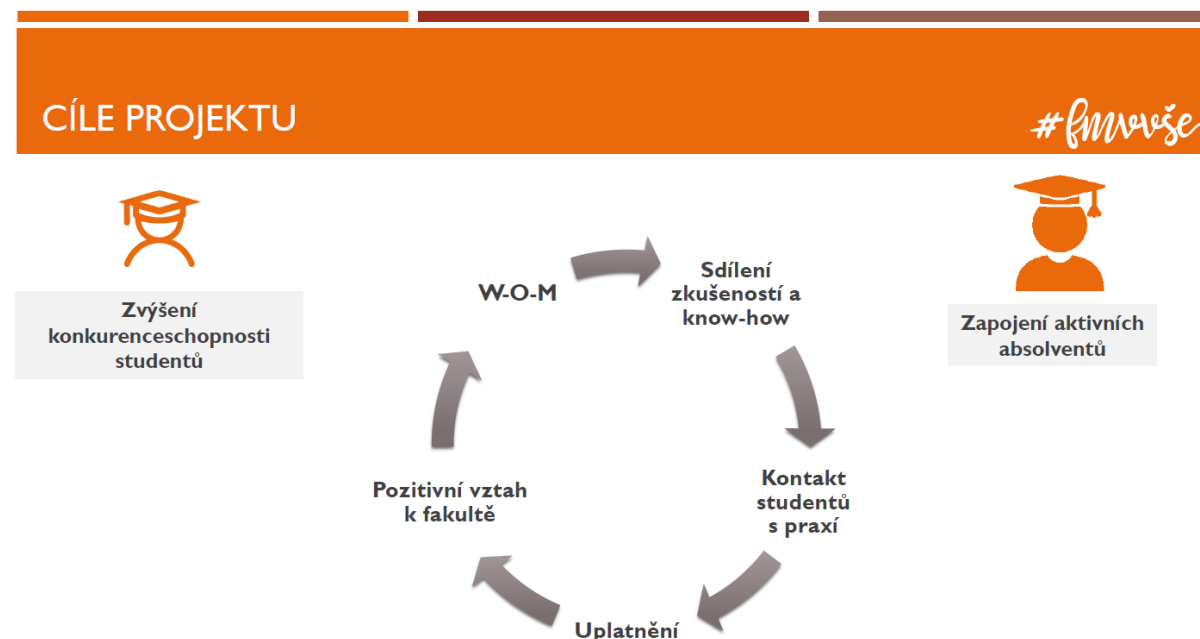 CÍLE PROJEKTU
#fmvvše
Zvýšení
konkurenceschopnosti
studentů
W-O-M
Sdílení
zkušeností a
know-how
Zapojení aktivních
absolventů
Kontakt
studentů
s praxí
Pozitivní vztah
k fakultě
Uplatnění